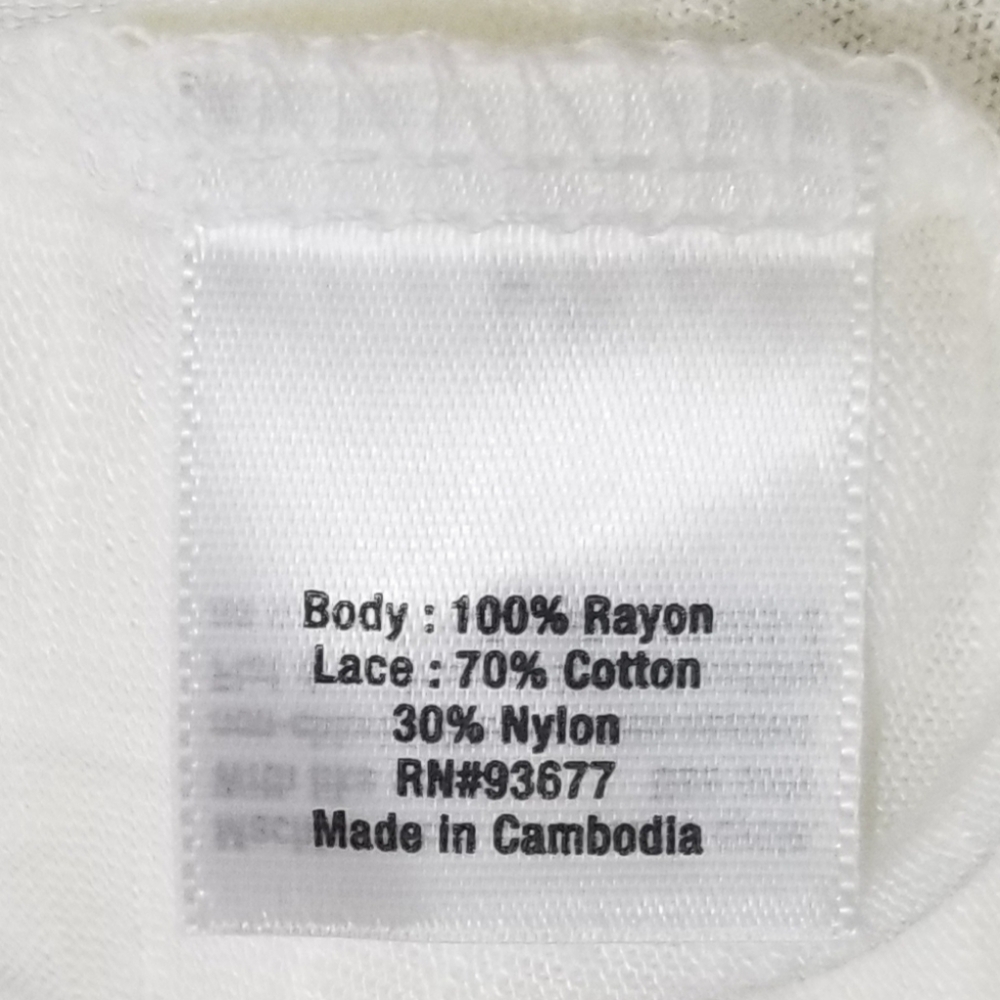 Body : 100% Rayon
Lace : 70% Cotton
30% Nylon
RN#93677
Made in Cambodia